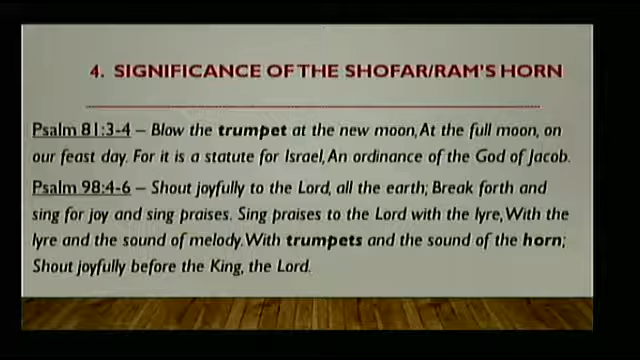 4. SIGNIFICANCE OF THE SHOFAR/RAM'S HORN
Psalm 81:3-4 – Blow the trumpet at the new moon, At the full moon, on
our feast day. For it is a statute for Israel, An ordinance of the God of Jacob.
Psalm 98:4-6 – Shout joyfully to the Lord, all the earth; Break forth and
sing for joy and sing praises. Sing praises to the Lord with the lyre, With the
lyre and the sound of melody. With trumpets and the sound of the horn;
Shout joyfully before the King, the Lord.